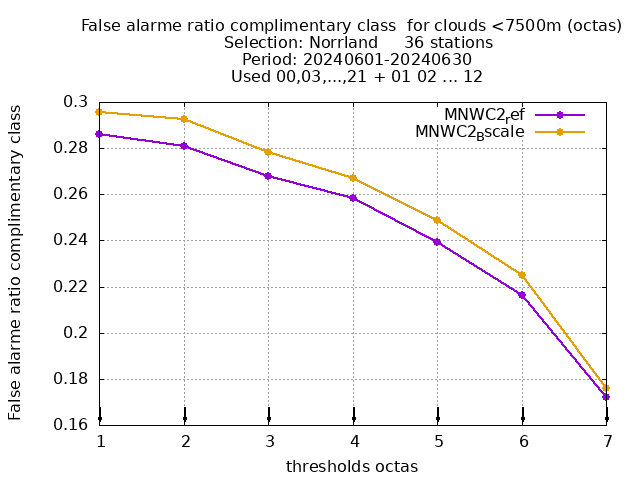 False alarme ratio complimentary class  for clouds <7500m (octas)
Selection: Norrland     36 stations
Period: 20240601-20240630
Used 00,03,...,21 + 01 02 ... 12
MNWC2ref
MNWC2Bscale
False alarme ratio complimentary class
0.3
0.28
0.26
0.24
0.22
0.2
0.18
0.16
1 2 3 4 5 6 7
thresholds octas